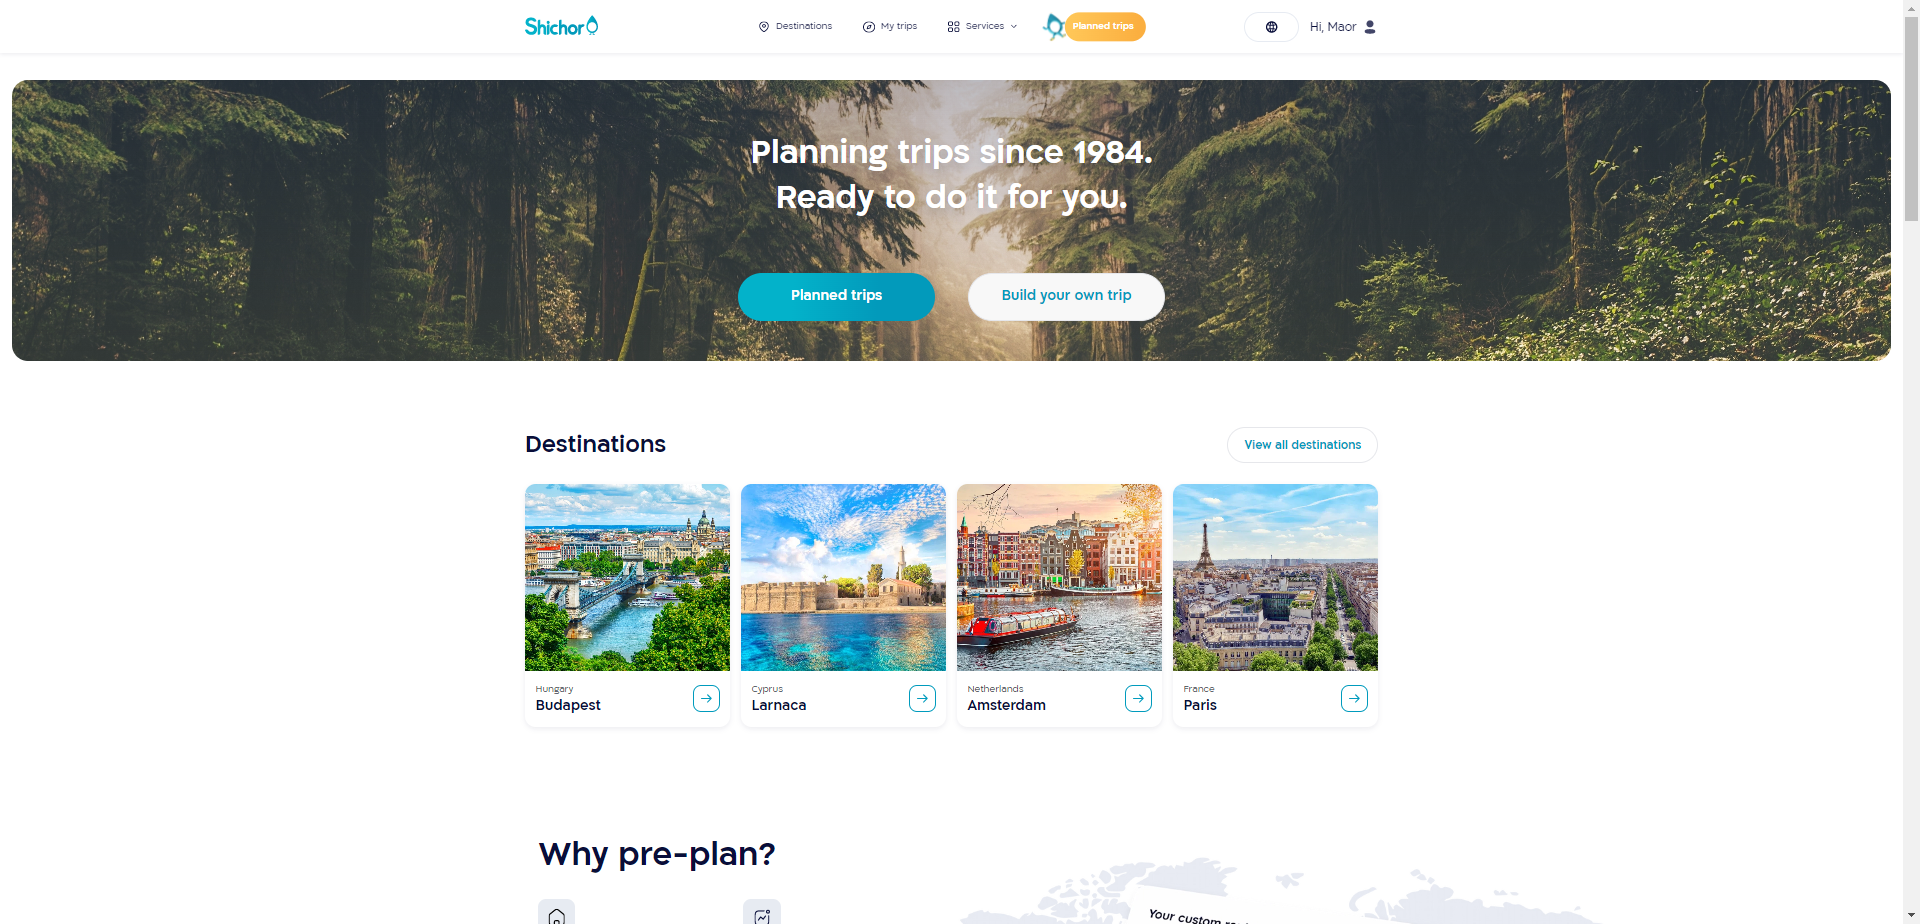 Shichor
Destinations
My trips
Services
Planned trips
Hi, Maor
Planning trips since 1984.
Ready to do it for you.
Planned trips
Build your own trip
Destinations
View all destinations
Hungary
Budapest
Cyprus
Larnaca
Netherlands
Amsterdam
France
Paris
Why pre-plan?
Your custom